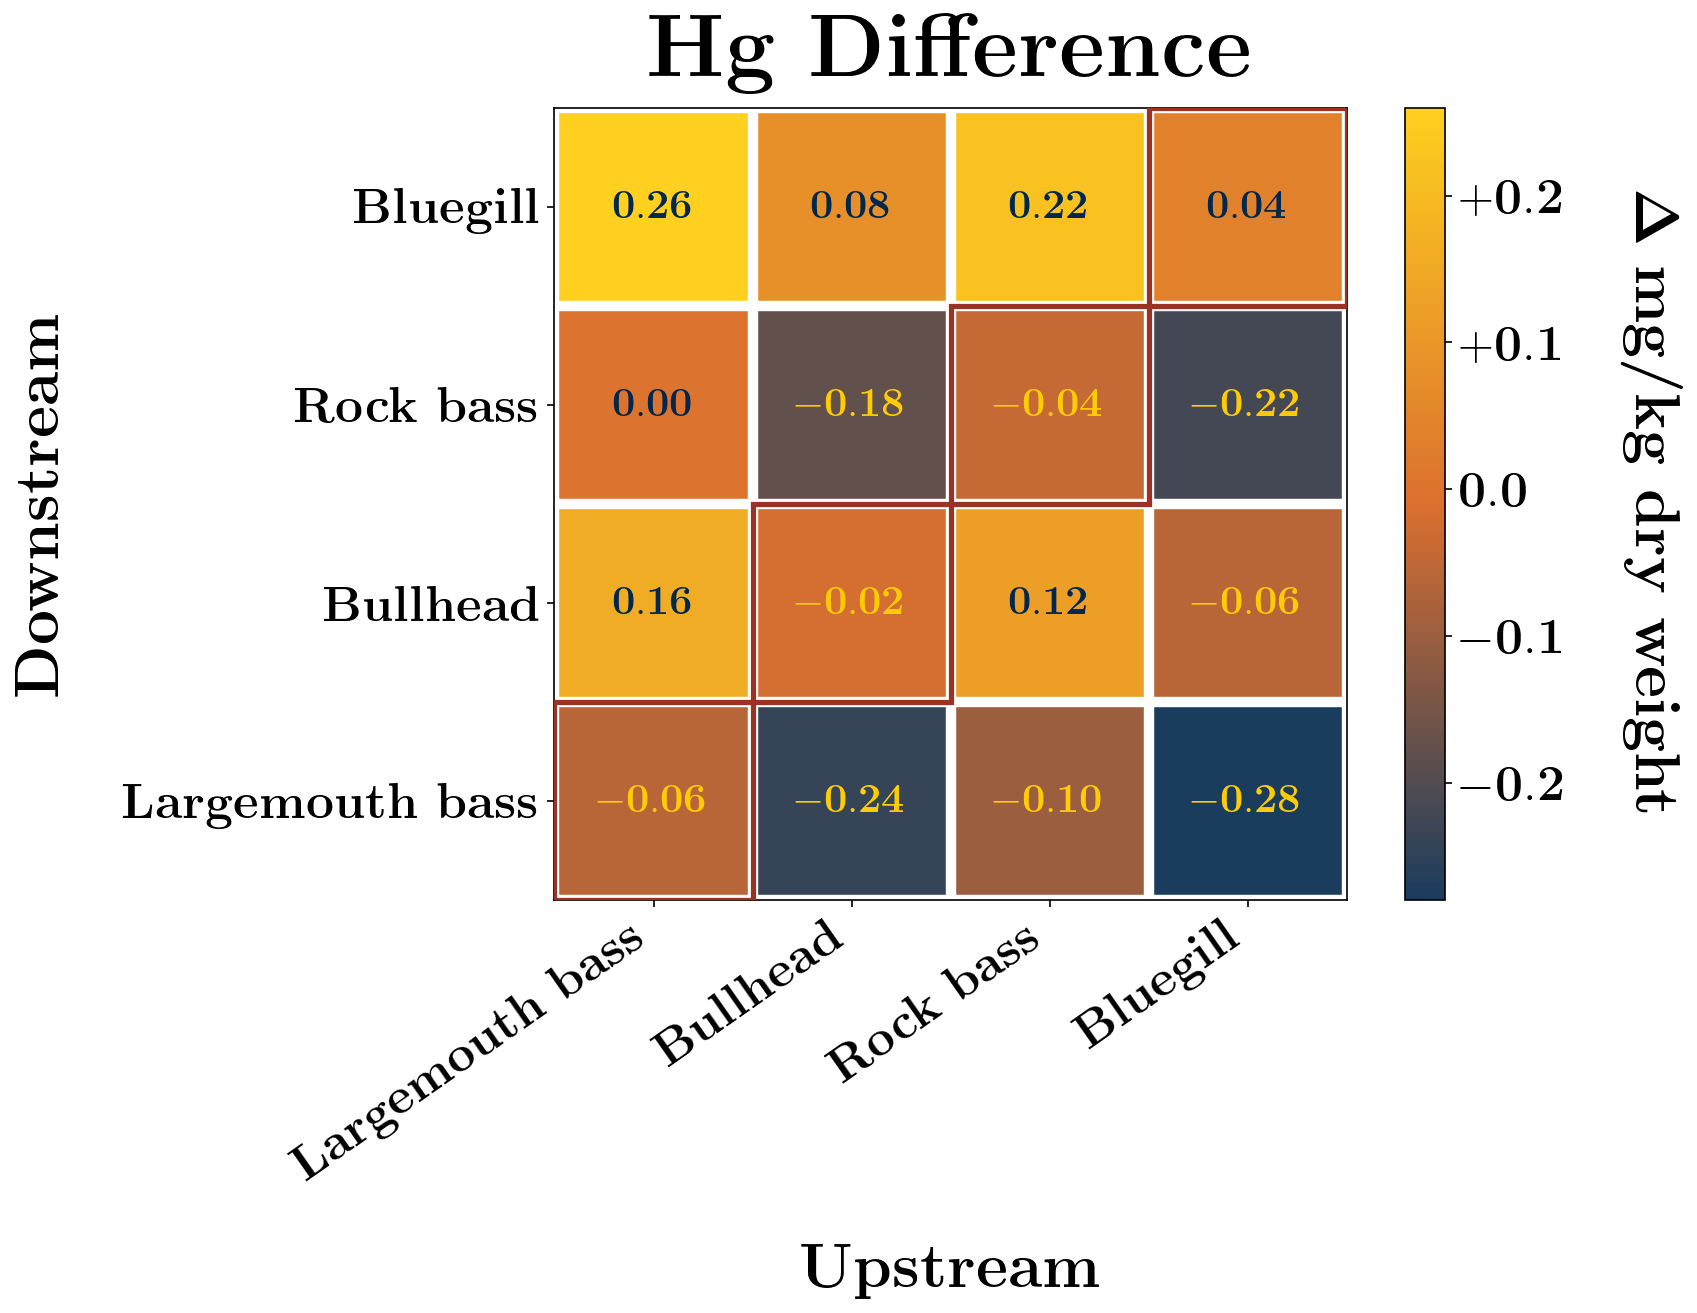 Hg Difference
Downstream
Bluegill
0.26 0.08 0.22 0.04
Rock bass
0.00 −0.18 −0.04 −0.22
Bullhead
0.16 −0.02 0.12 −0.06
Largemouth bass
−0.06 −0.24 −0.10 −0.28
Largemouth bass
Bullhead
Rock bass
Bluegill
Upstream
+0.2
+0.1
0.0
−0.1
−0.2
Δ mg/kg dry weight